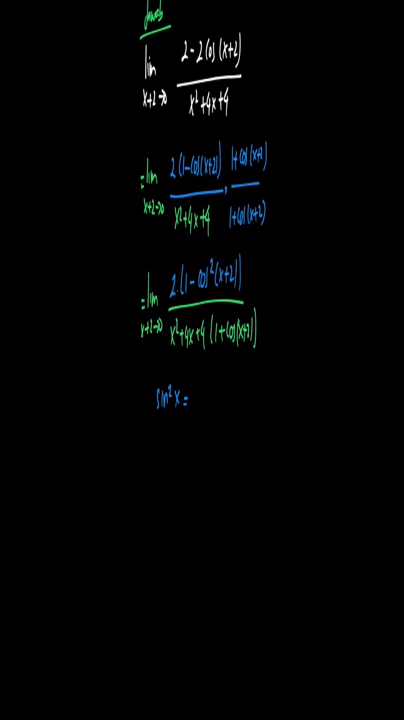 Jawab
lim 2-2cos(x+2)
x+2→0 x²+4x+4
=lim 2(1-cos(x+2)) . 1+cos(x+2)
x+2→0 x²+4x+4 1+cos(x+2)
=lim 2.(1-cos²(x+2))
x+2→0 x²+4x+4(1+cos(x+2))
sin²x=